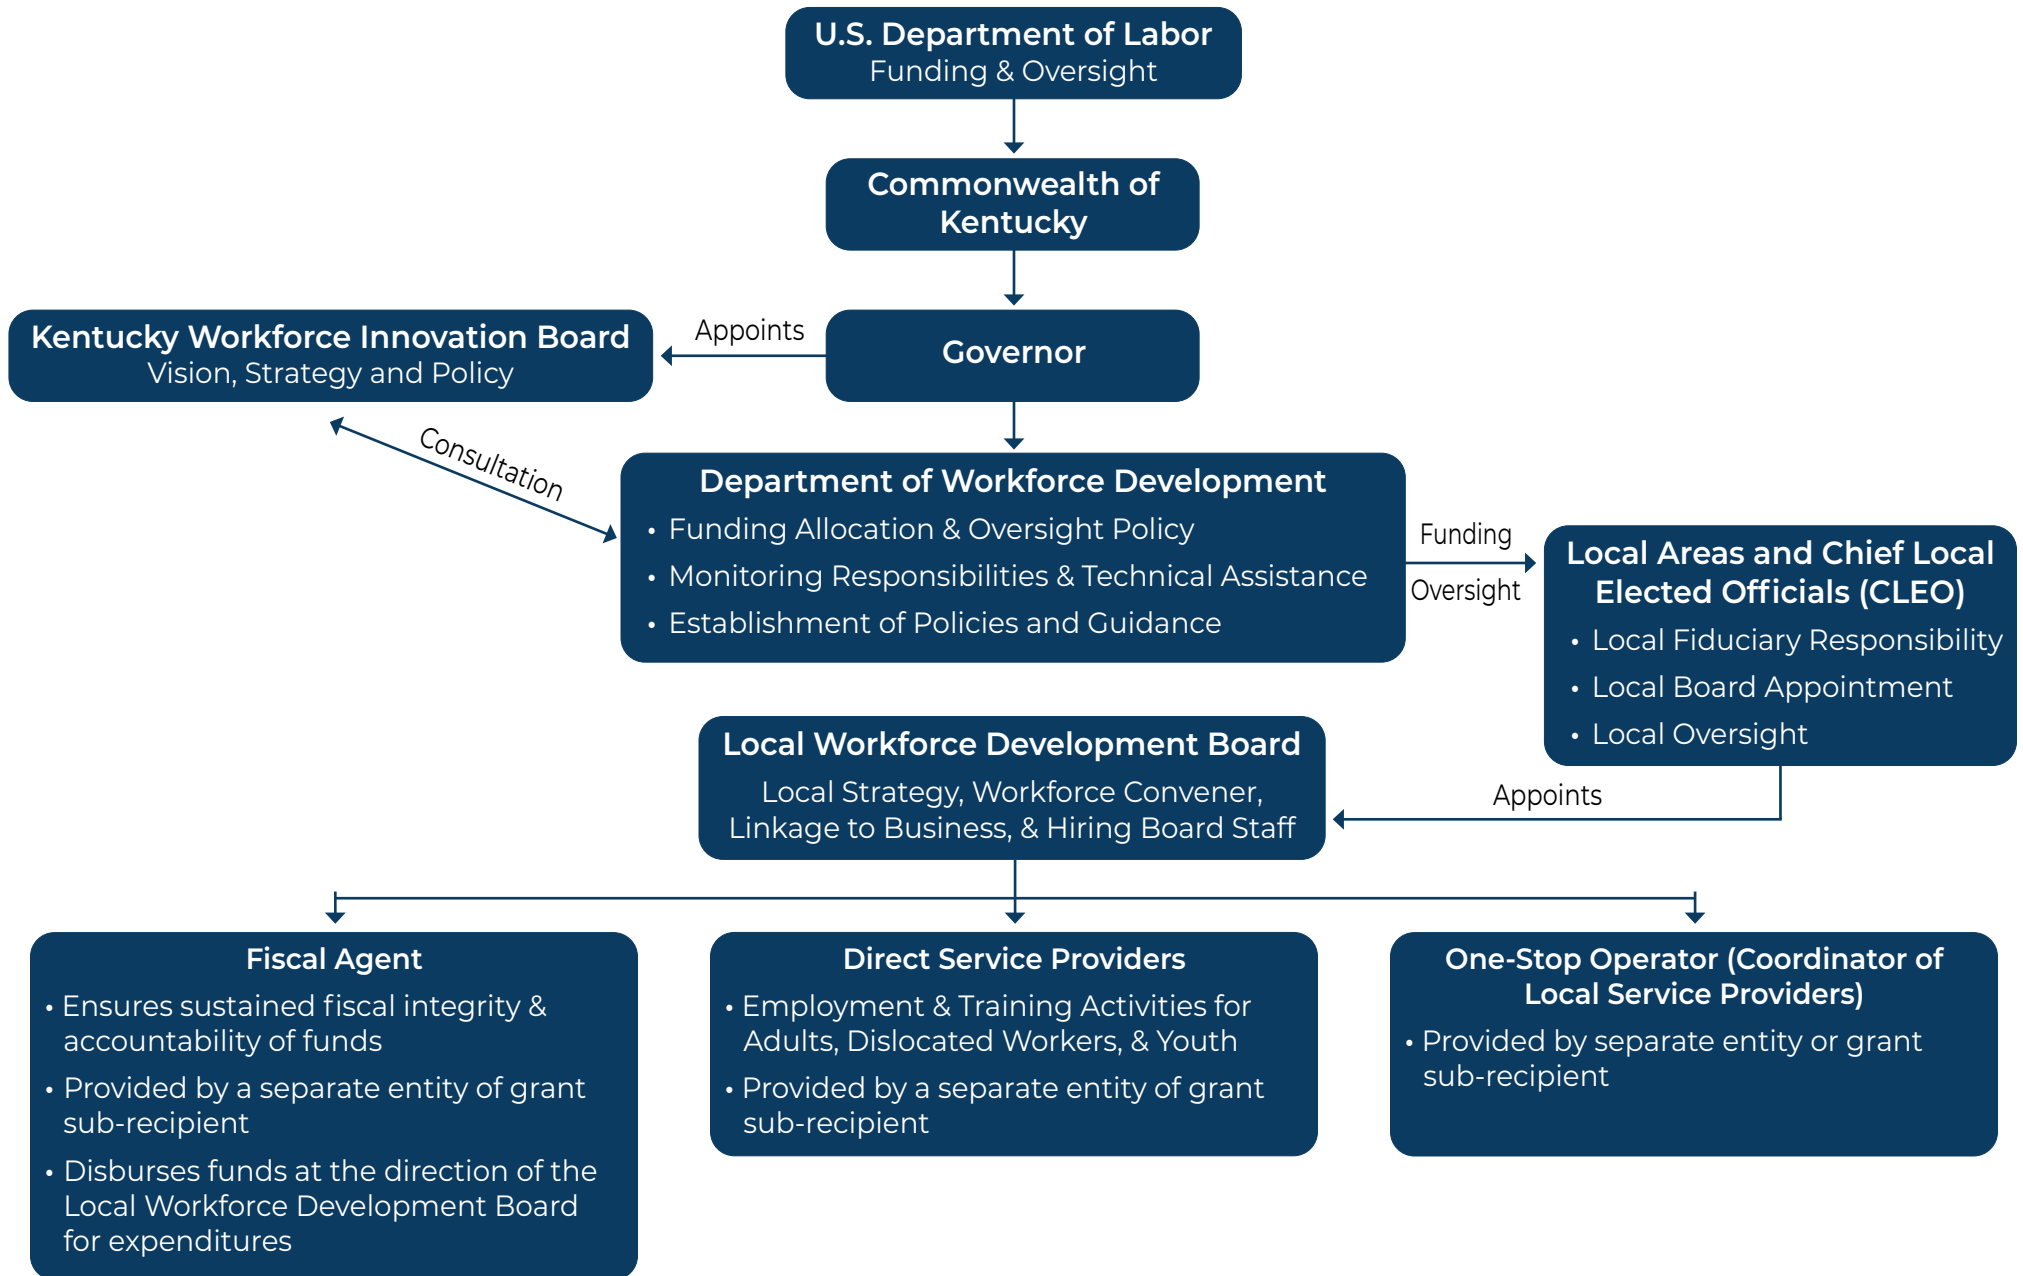 U.S. Department of Labor
Funding & Oversight
Commonwealth of
Kentucky
Kentucky Workforce Innovation Board
Vision, Strategy and Policy
Appoints
Governor
Consultation
Department of Workforce Development
• Funding Allocation & Oversight Policy
• Monitoring Responsibilities & Technical Assistance
• Establishment of Policies and Guidance
Funding
Oversight
Local Areas and Chief Local
Elected Officials (CLEO)
• Local Fiduciary Responsibility
• Local Board Appointment
• Local Oversight
Appoints
Local Workforce Development Board
Local Strategy, Workforce Convener,
Linkage to Business, & Hiring Board Staff
Fiscal Agent
• Ensures sustained fiscal integrity &
accountability of funds
• Provided by a separate entity of grant
sub-recipient
• Disburses funds at the direction of the
Local Workforce Development Board
for expenditures
Direct Service Providers
• Employment & Training Activities for
Adults, Dislocated Workers, & Youth
• Provided by a separate entity of grant
sub-recipient
One-Stop Operator (Coordinator of
Local Service Providers)
• Provided by separate entity or grant
sub-recipient